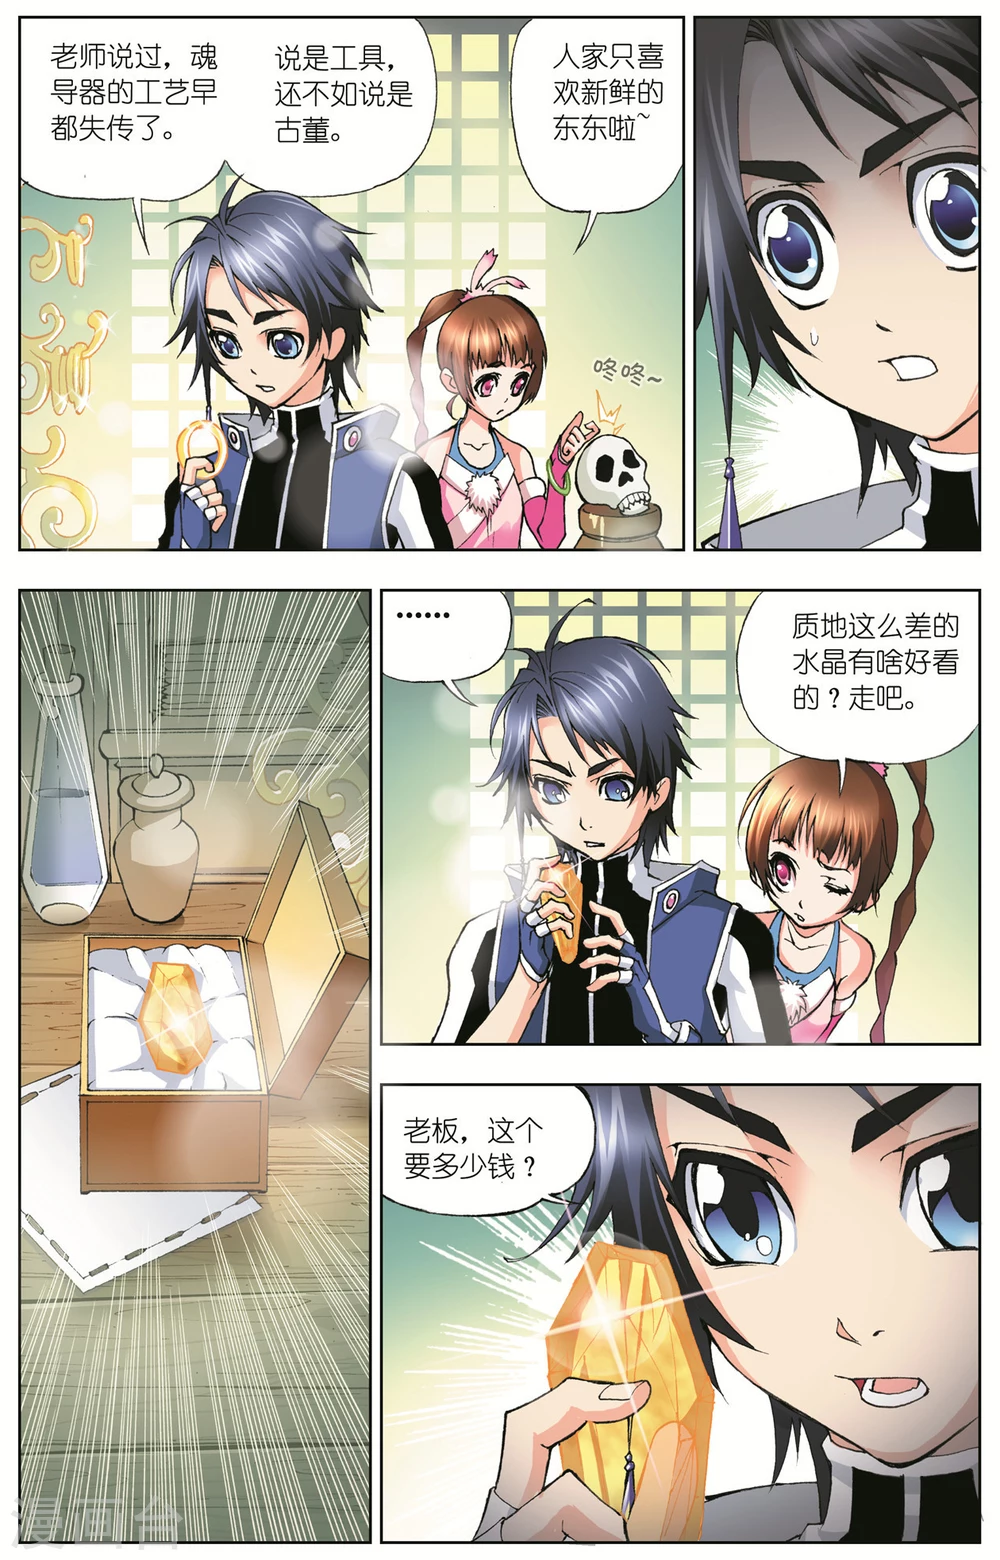 老师说过，魂
导器的工艺早
都失传了。
说是工具，
还不如说是
古董。
人家只喜
欢新鲜的
东东啦~
咚咚~
……
质地这么差的
水晶有啥好看
的？走吧。
老板，这个
要多少钱？
漫画台